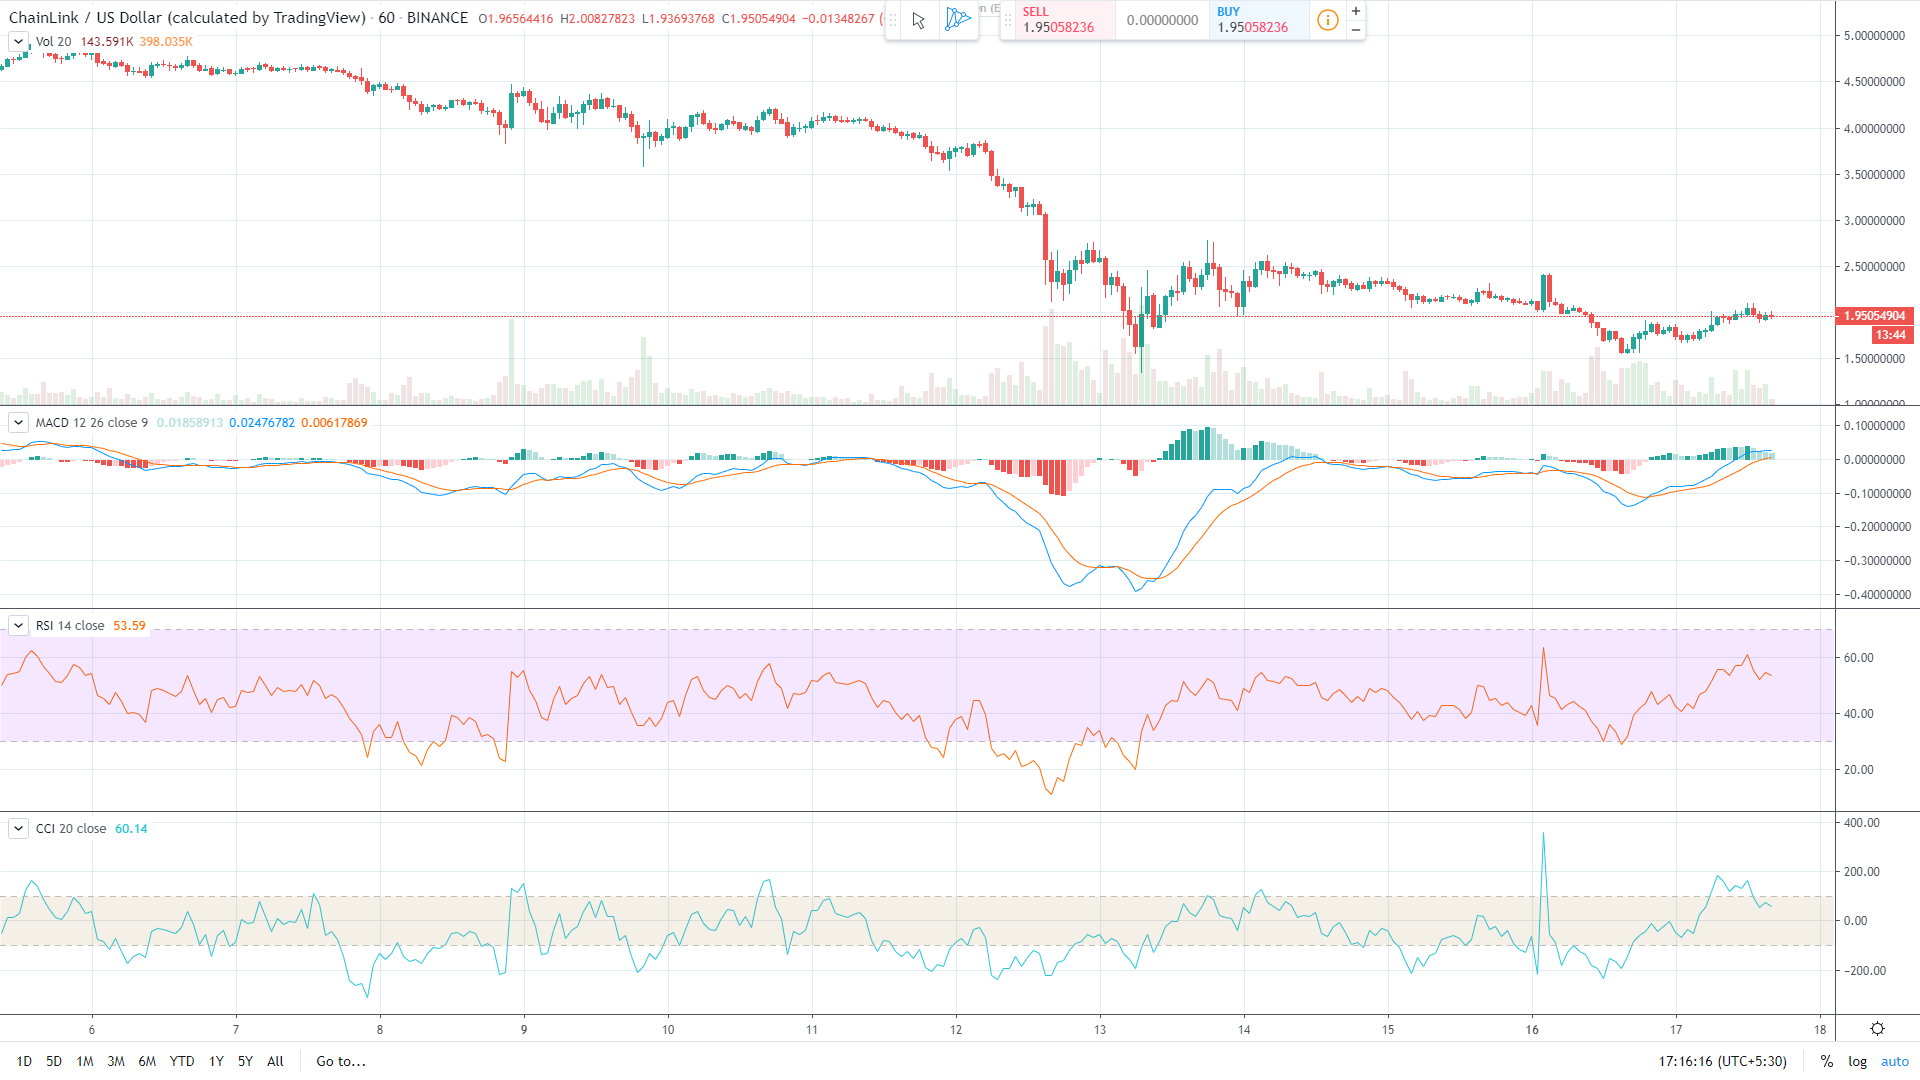 ChainLink / US Dollar (calculated by TradingView) · 60 · BINANCE O1.96564416 H2.00827823 L1.93693768 C1.95054904 −0.01348267 (
n (E
SELL
1.95058236
0.00000000
BUY
1.95058236
+
−
Vol 20 143.591K 398.035K
5.00000000
4.50000000
4.00000000
3.50000000
3.00000000
2.50000000
1.95054904
13:44
1.50000000
1.00000000
MACD 12 26 close 9 0.01858913 0.02476782 0.00617869
0.10000000
0.00000000
−0.10000000
−0.20000000
−0.30000000
−0.40000000
RSI 14 close 53.59
60.00
40.00
20.00
CCI 20 close 60.14
400.00
200.00
0.00
−200.00
6 7 8 9 10 11 12 13 14 15 16 17 18
1D 5D 1M 3M 6M YTD 1Y 5Y All Go to... 17:16:16 (UTC+5:30) % log auto